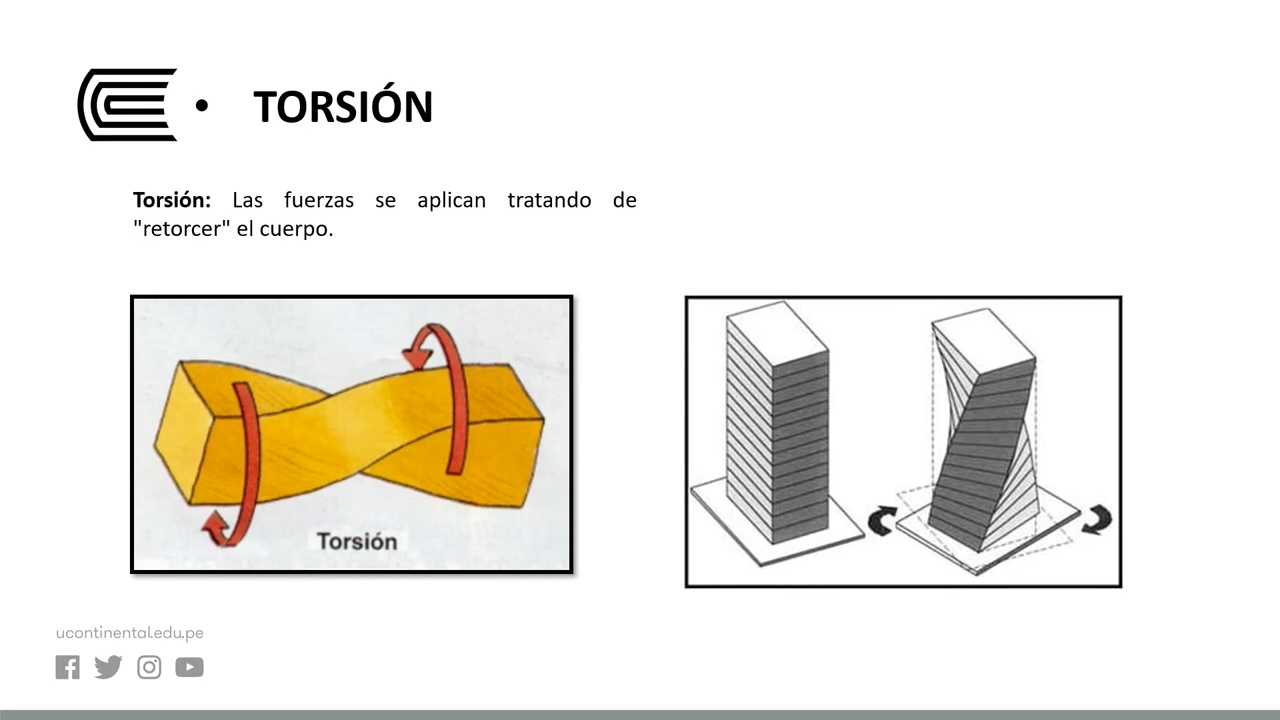 • TORSIÓN
Torsión: Las fuerzas se aplican tratando de
"retorcer" el cuerpo.
Torsión
ucontinental.edu.pe